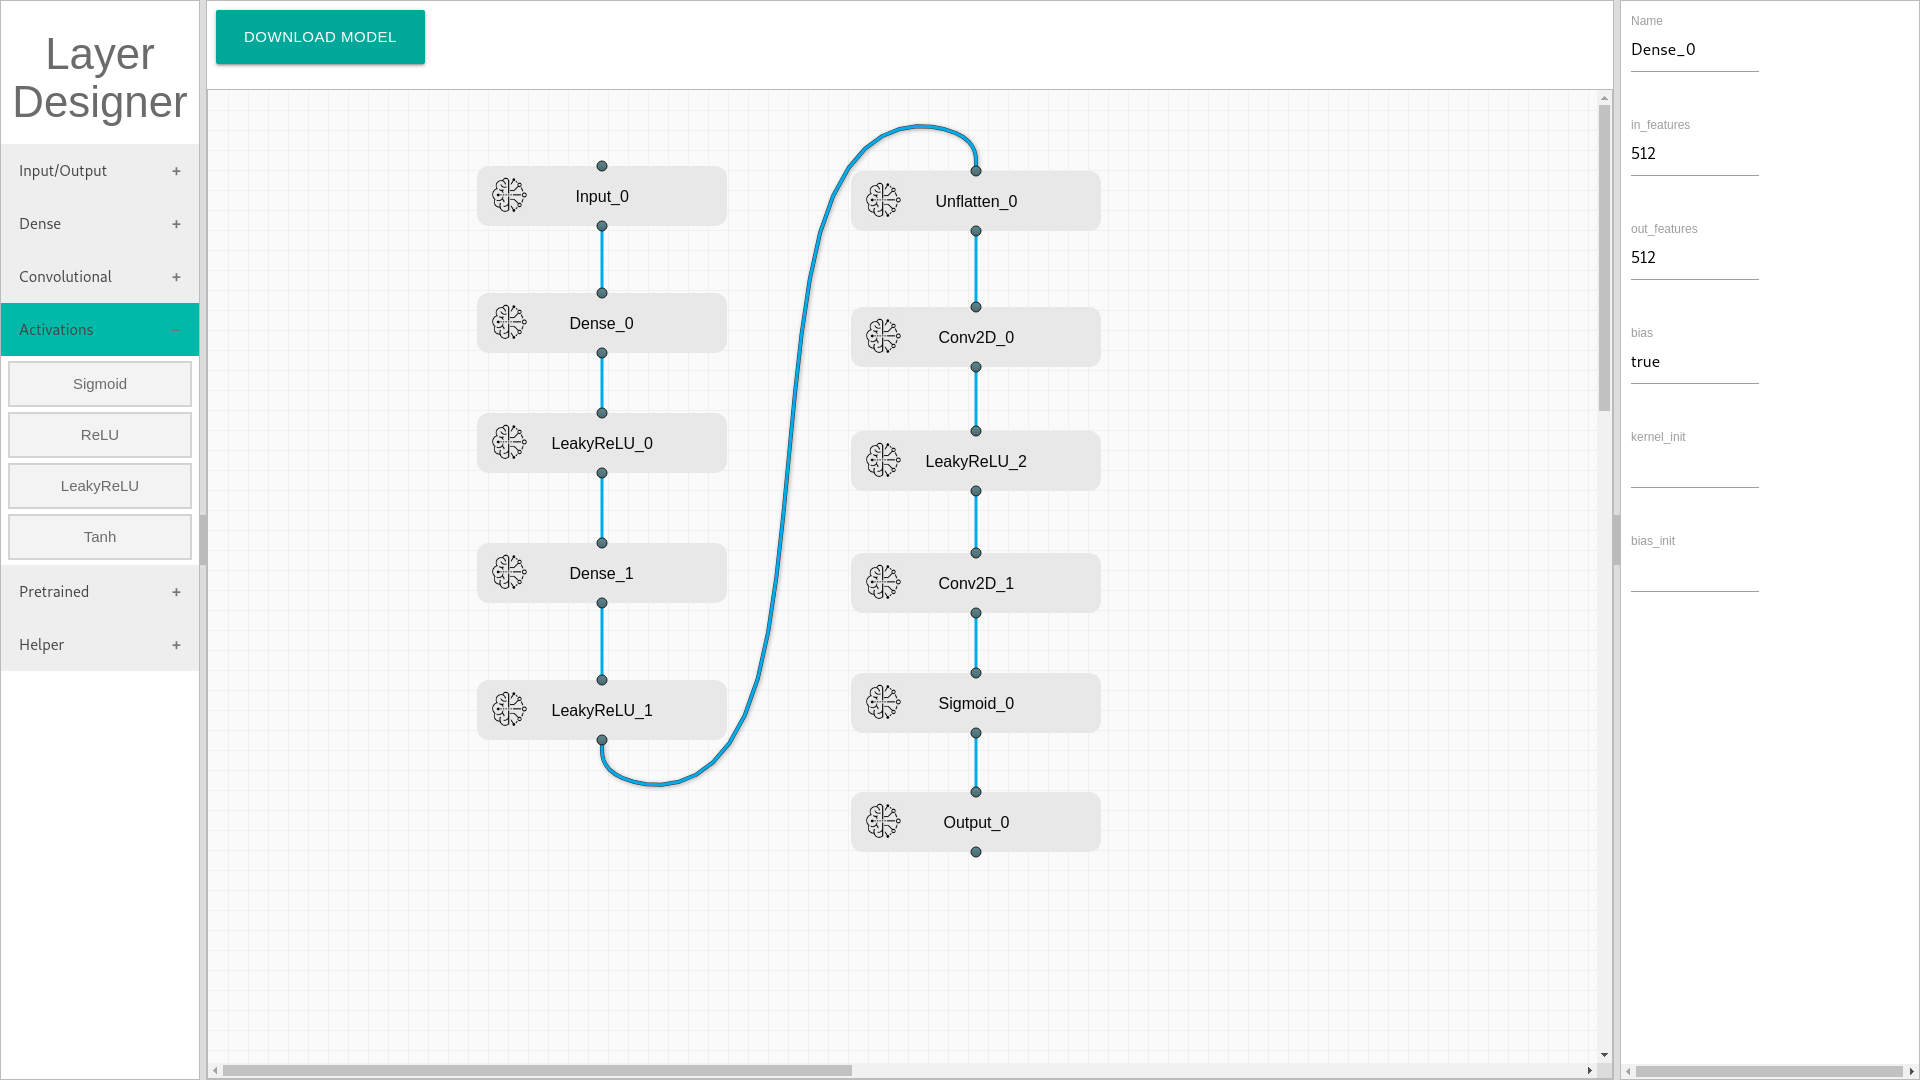 Layer
Designer
Input/Output +
Dense +
Convolutional +
Activations −
Sigmoid
ReLU
LeakyReLU
Tanh
Pretrained +
Helper +
DOWNLOAD MODEL
Input_0
Dense_0
LeakyReLU_0
Dense_1
LeakyReLU_1
Unflatten_0
Conv2D_0
LeakyReLU_2
Conv2D_1
Sigmoid_0
Output_0
Name
Dense_0
in_features
512
out_features
512
bias
true
kernel_init
bias_init